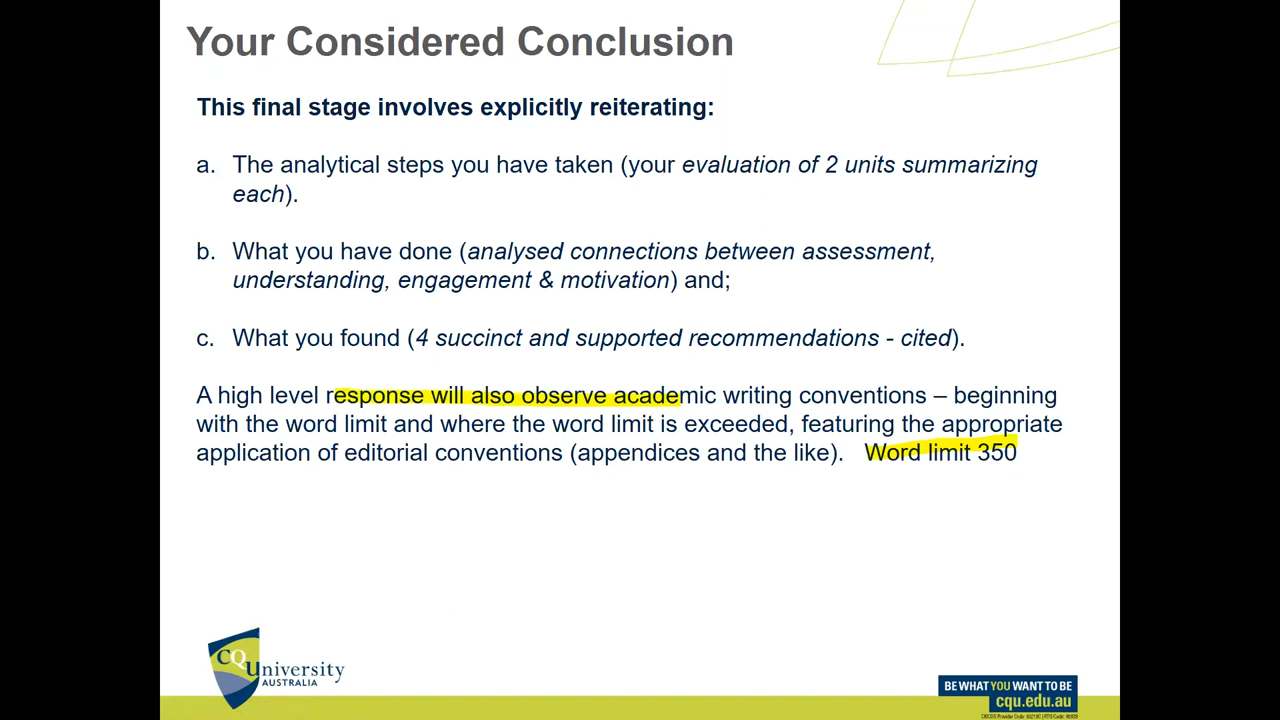 Your Considered Conclusion
This final stage involves explicitly reiterating:
a. The analytical steps you have taken (your evaluation of 2 units summarizing
each).
b. What you have done (analysed connections between assessment,
understanding, engagement & motivation) and;
c. What you found (4 succinct and supported recommendations - cited).
A high level response will also observe academic writing conventions – beginning
with the word limit and where the word limit is exceeded, featuring the appropriate
application of editorial conventions (appendices and the like). Word limit 350
CQUniversity
AUSTRALIA
BE WHAT YOU WANT TO BE
cqu.edu.au